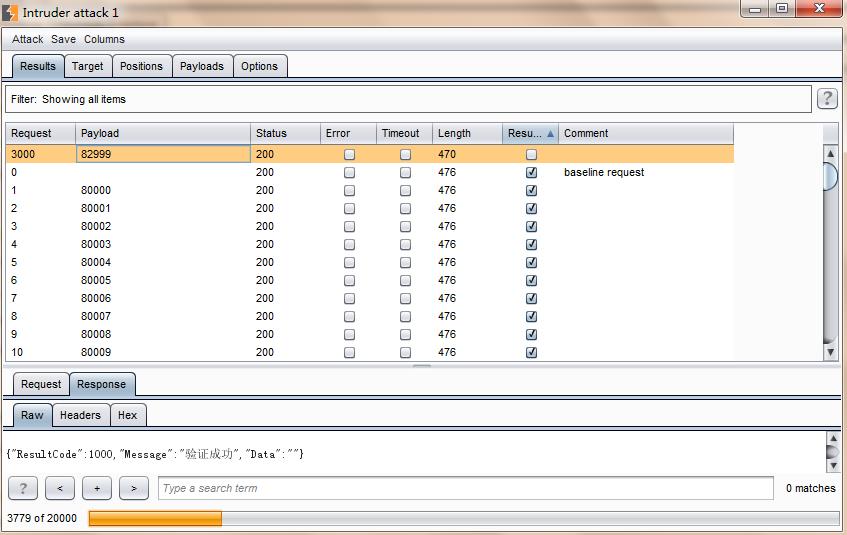 Intruder attack 1
Attack Save Columns
Results Target Positions Payloads Options
Filter: Showing all items ?
Request Payload Status Error Timeout Length Resu... Comment
3000 82999 200 470
0 200 476 baseline request
1 80000 200 476
2 80001 200 476
3 80002 200 476
4 80003 200 476
5 80004 200 476
6 80005 200 476
7 80006 200 476
8 80007 200 476
9 80008 200 476
10 80009 200 476
Request Response
Raw Headers Hex
{"ResultCode":1000,"Message":"验证成功","Data":""}
? < + > Type a search term 0 matches
3779 of 20000